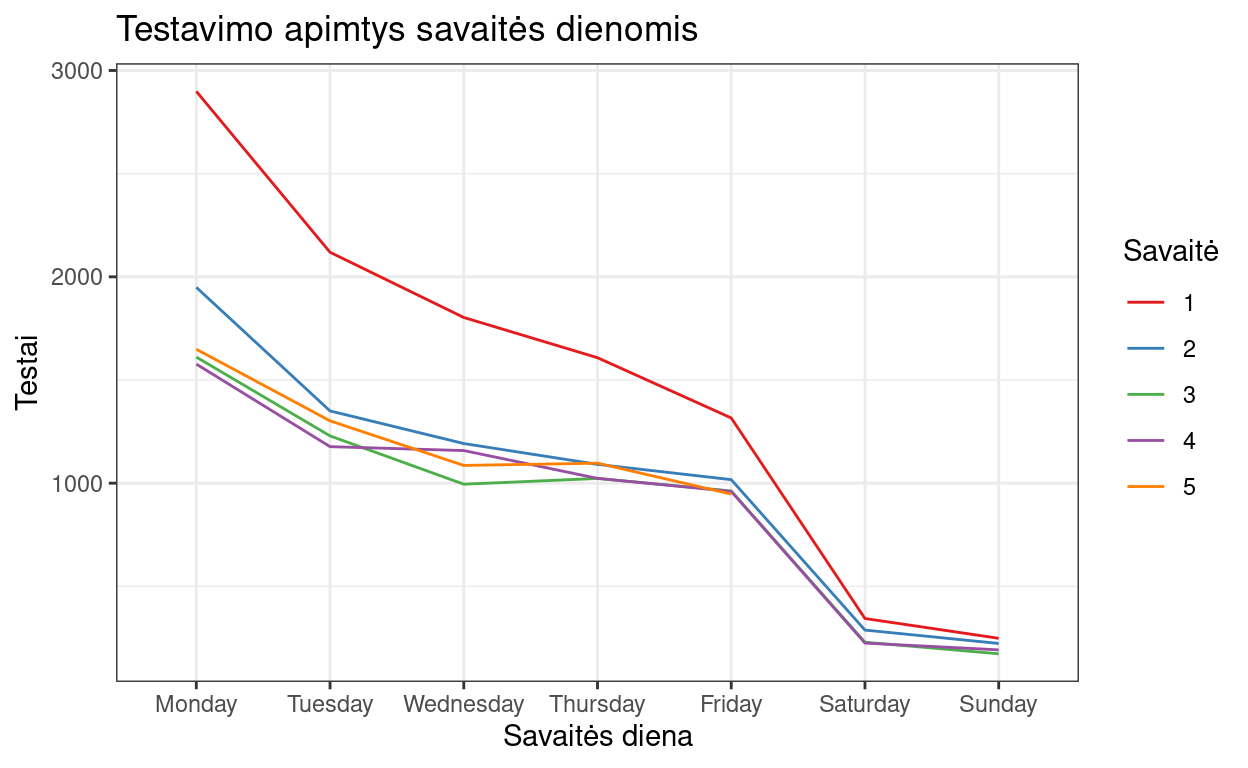 Testavimo apimtys savaitės dienomis
3000
2000
1000
Testai
Monday Tuesday Wednesday Thursday Friday Saturday Sunday
Savaitės diena
Savaitė
1
2
3
4
5